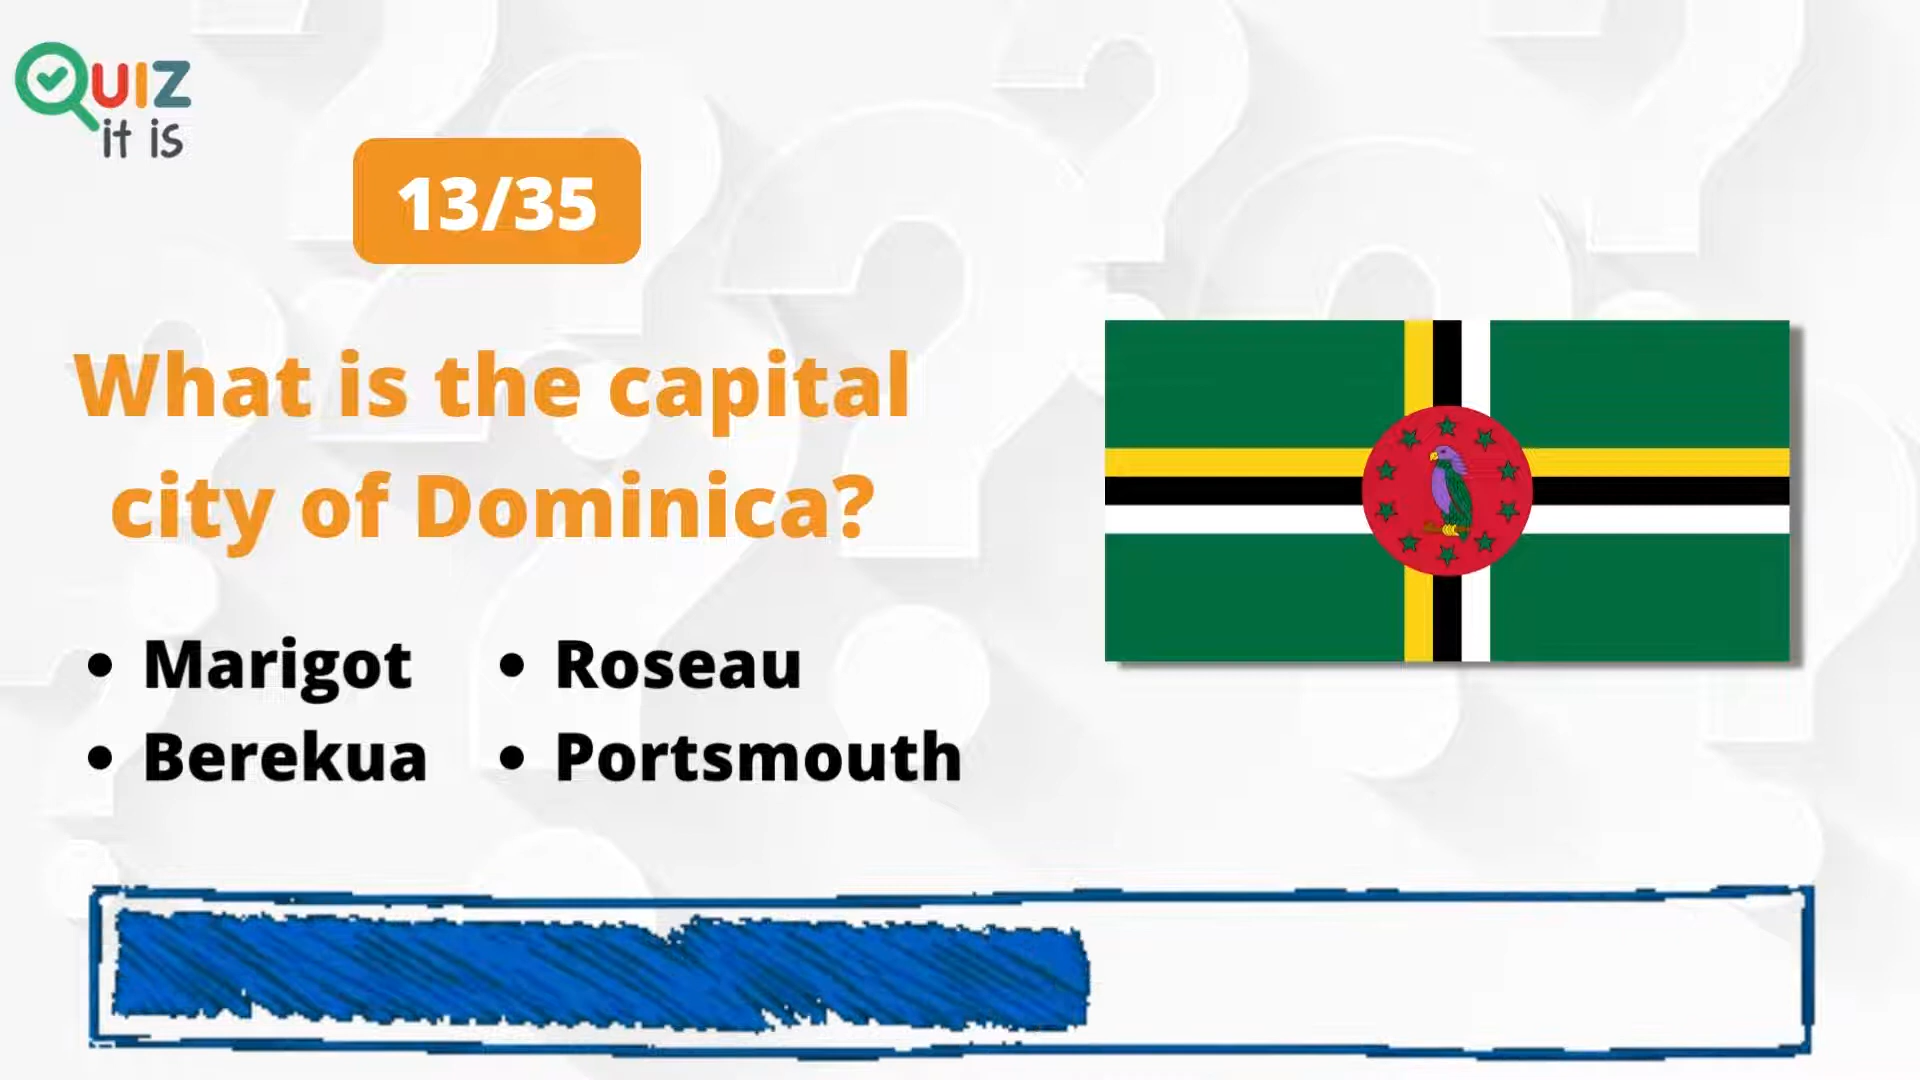 QUIZ
it is
13/35
What is the capital
city of Dominica?
• Marigot
• Berekua
• Roseau
• Portsmouth